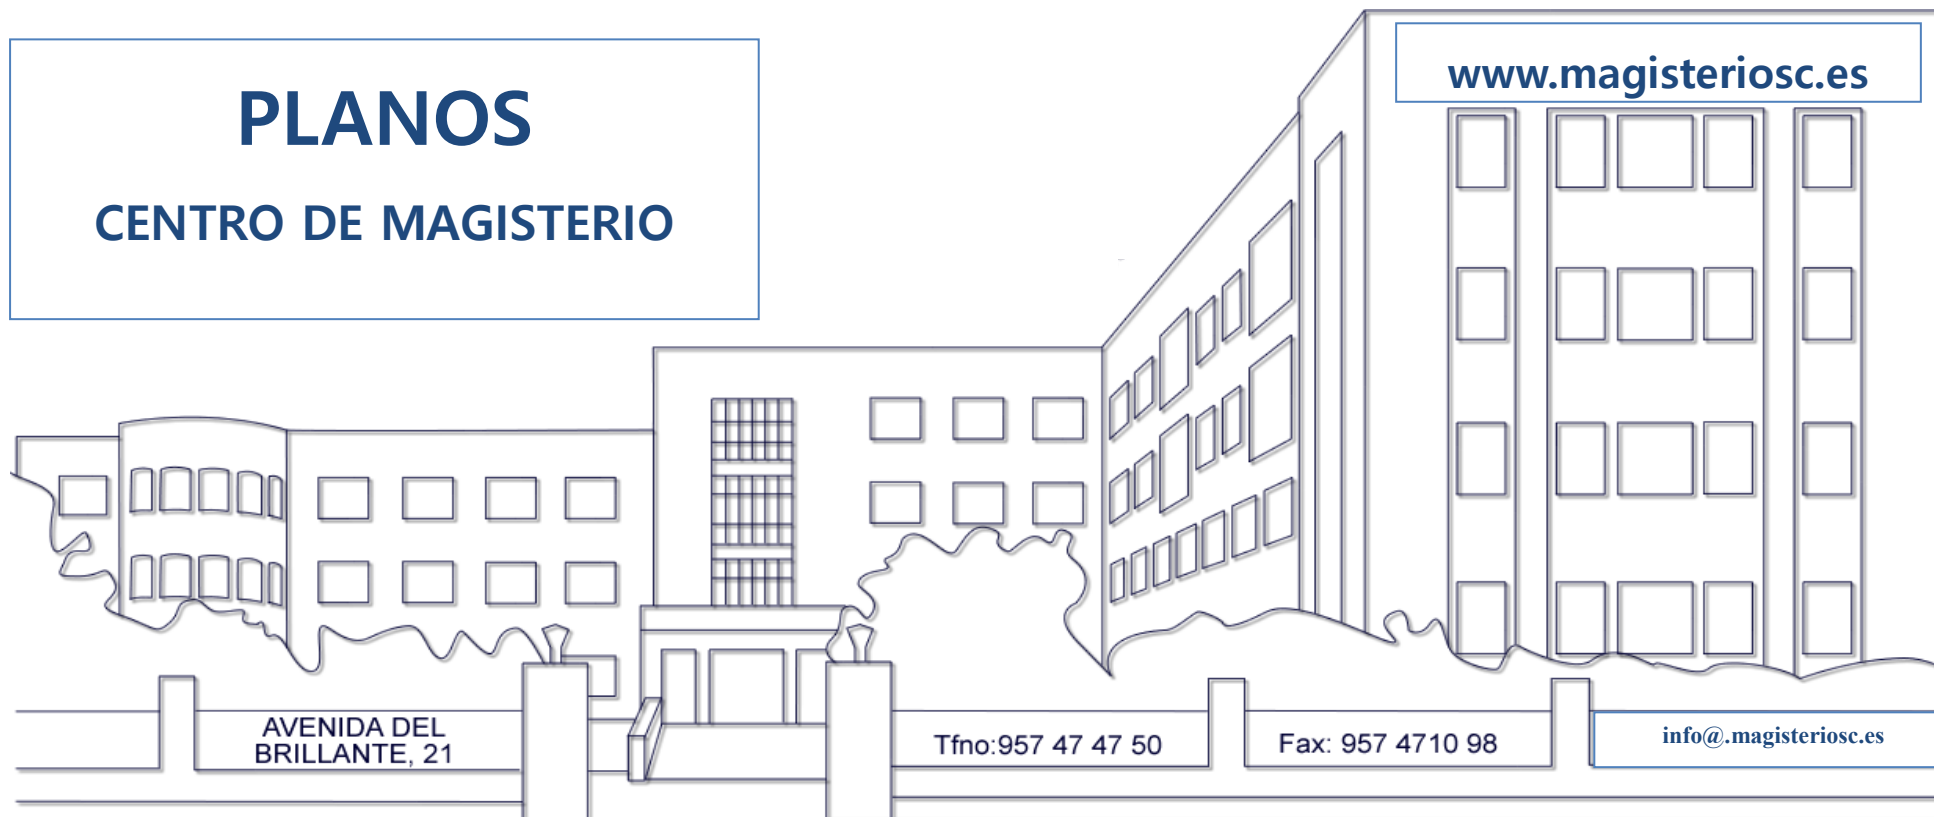 PLANOS
CENTRO DE MAGISTERIO
www.magisteriosc.es
AVENIDA DEL
BRILLANTE, 21
Tfno:957 47 47 50
Fax: 957 4710 98
info@.magisteriosc.es